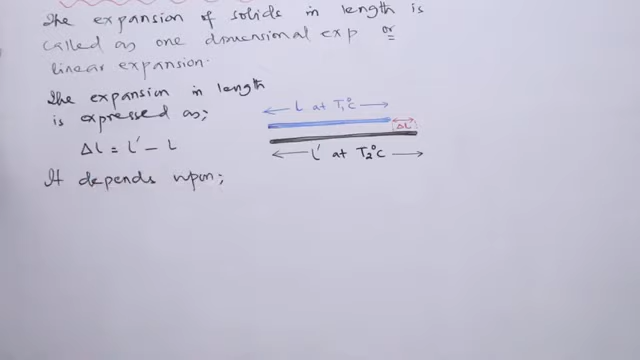 The expansion of solids in length is
called as one dimensional exp or
linear expansion.
The expansion in length
is expressed as;
L at T₁°C
ΔL
ΔL = L' - L
L' at T₂°C
It depends upon;